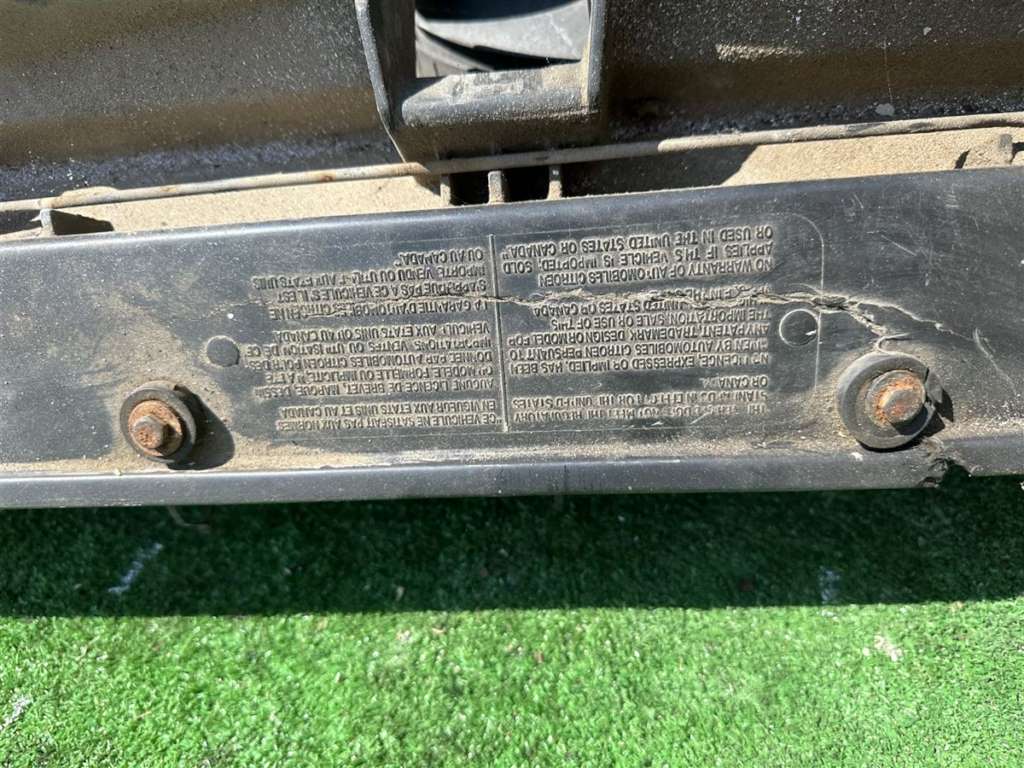 NOT MEET THE REGULATORY
IN EFFECT FOR THE UNITED STATES
OR CANADA.
NO LICENCE EXPRESSED OR IMPLIED, HAS BEEN
GIVEN BY AUTOMOBILES CITROEN PERSUANT TO
ANY PATENT TRADEMARK DESIGN OR MODEL FOR
THE IMPORTATION SALE OR USE OF THIS
IN THE UNITED STATES OR CANADA
NO WARRANTY OF AUTOMOBILES CITROEN
APPLIES IF THIS VEHICLE IS IMPORTED, SOLD
OR USED IN THE UNITED STATES OR CANADA"
"CE VEHICULE NE SATISFAIT PAS AUX NORMES
EN VIGUEUR AUX ETATS UNIS ET AU CANADA
AUCUNE LICENCE DE BREVET, MARQUE, DESSIN
OU MODELE FORMELLE OU IMPLICITE" A ETE
DONNEE PAR AUTOMOBILES CITROEN POUR DES
IMPORTATIONS VENTES OU UTILISATION DE CE
VEHICULE AUX ETATS UNIS OU AU CANADA.
LA GARANTIE D'AUTOMOBILES CITROEN NE
S'APPLIQUE PAS A CE VEHICULE S'IL EST
IMPORTE VENDU OU UTILISE AUX ETATS UNIS
OU AU CANADA."